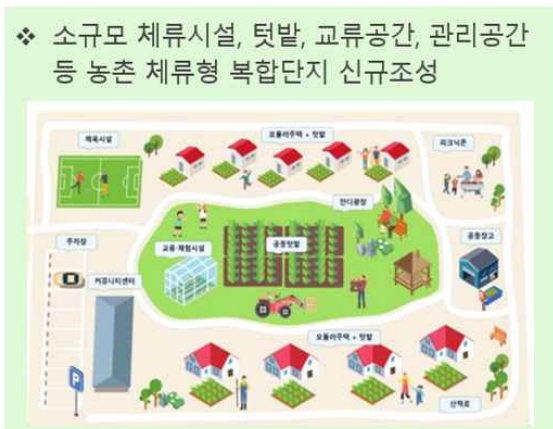 ❖ 소규모 체류시설, 텃밭, 교류공간, 관리공간
등 농촌 체류형 복합단지 신규조성
체육시설
모듈러주택 + 텃밭
피크닉존
잔디광장
주차장
교류·체험시설
공동텃밭
공동창고
커뮤니티센터
모듈러주택 + 텃밭
P
산책로